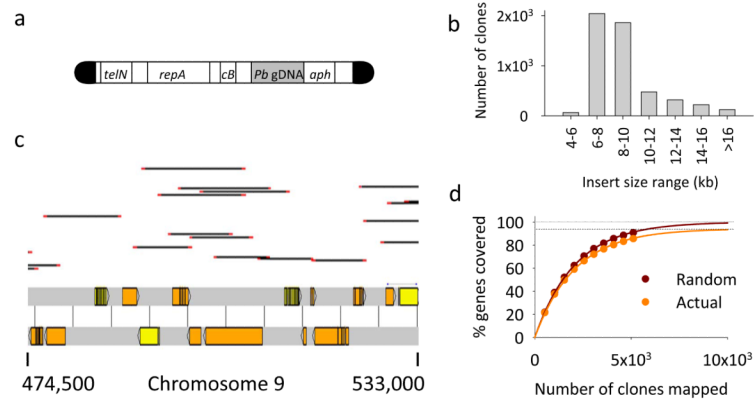 a
telN repA cB Pb gDNA aph
b
Number of clones
2x10³
1x10³
0
4-6 6-8 8-10 10-12 12-14 14-16 >16
Insert size range (kb)
c
474,500 Chromosome 9 533,000
d
% genes covered
100
80
60
40
20
0
Random
Actual
0 5x10³ 10x10³
Number of clones mapped